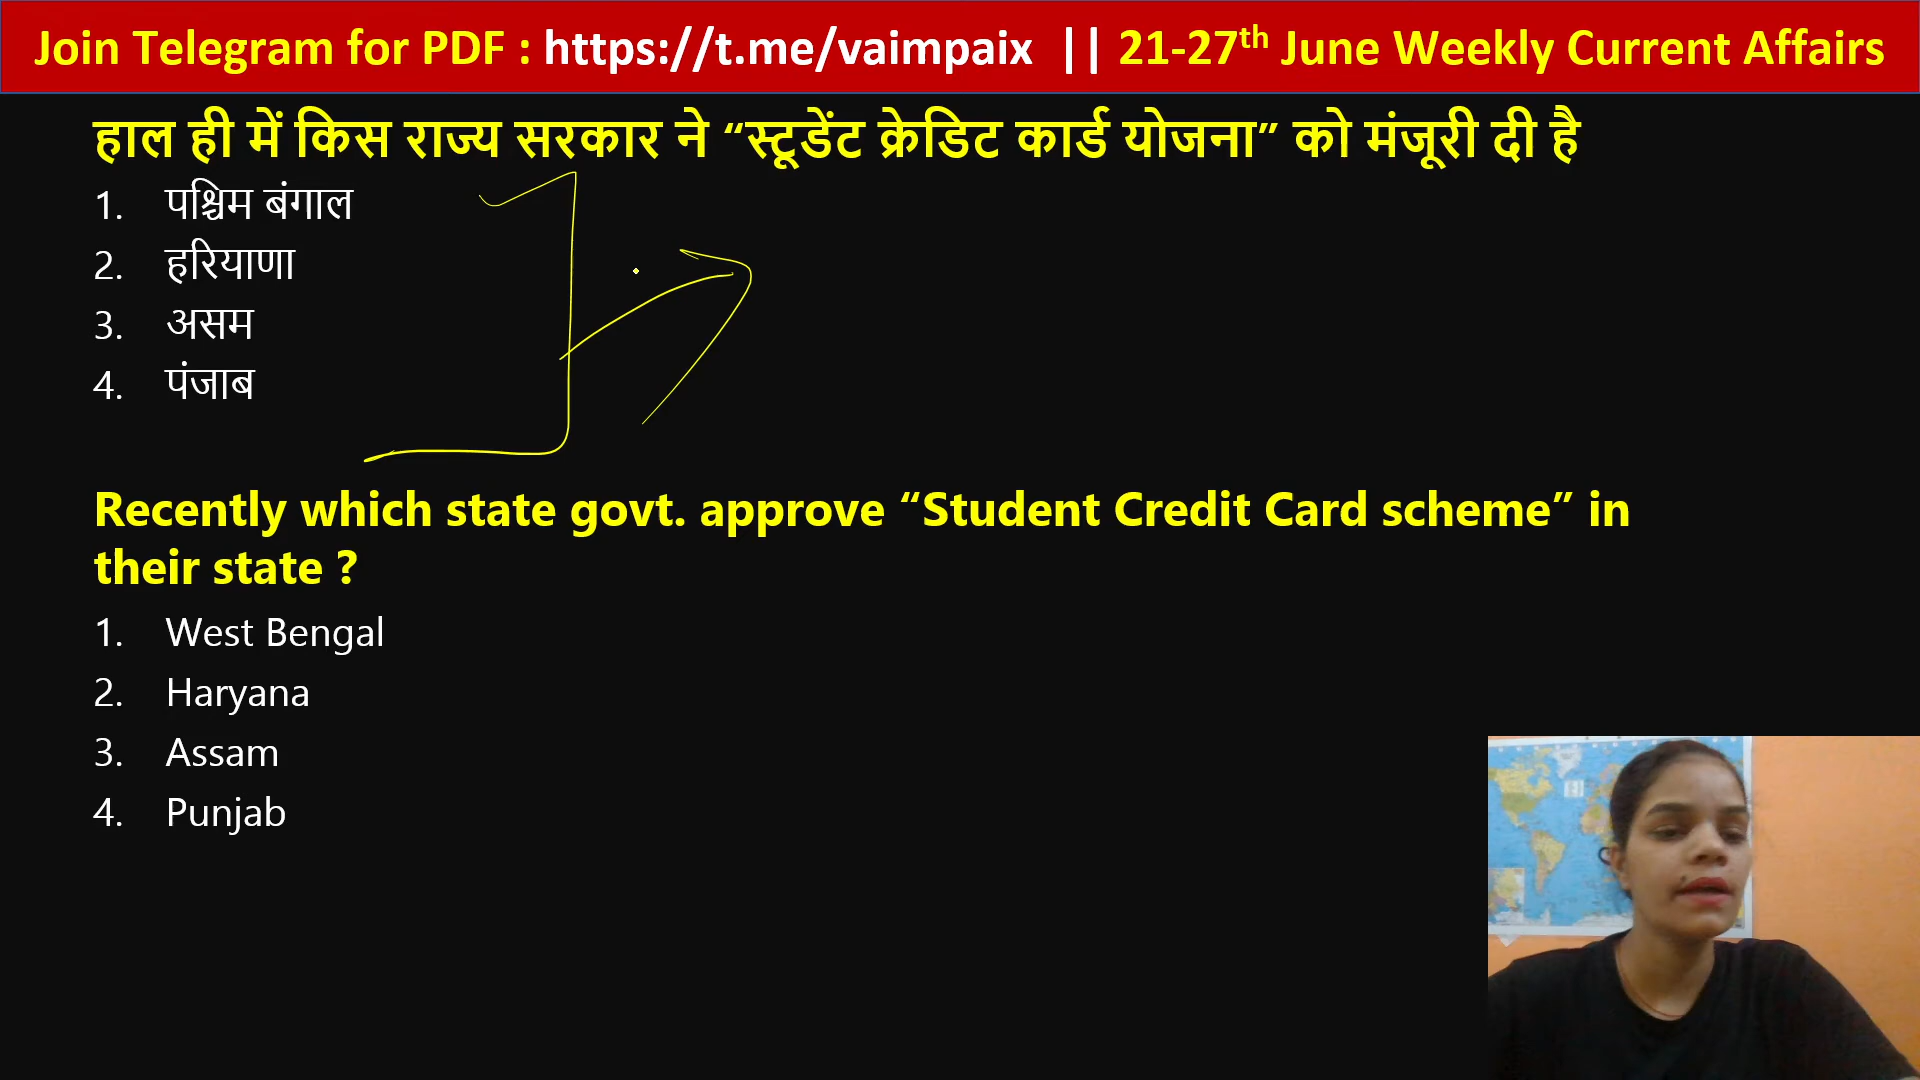 Join Telegram for PDF : https://t.me/vaimpaix || 21-27th June Weekly Current Affairs
हाल ही में किस राज्य सरकार ने “स्टूडेंट क्रेडिट कार्ड योजना” को मंजूरी दी है
1. पश्चिम बंगाल
2. हरियाणा
3. असम
4. पंजाब
Recently which state govt. approve “Student Credit Card scheme” in
their state ?
1. West Bengal
2. Haryana
3. Assam
4. Punjab